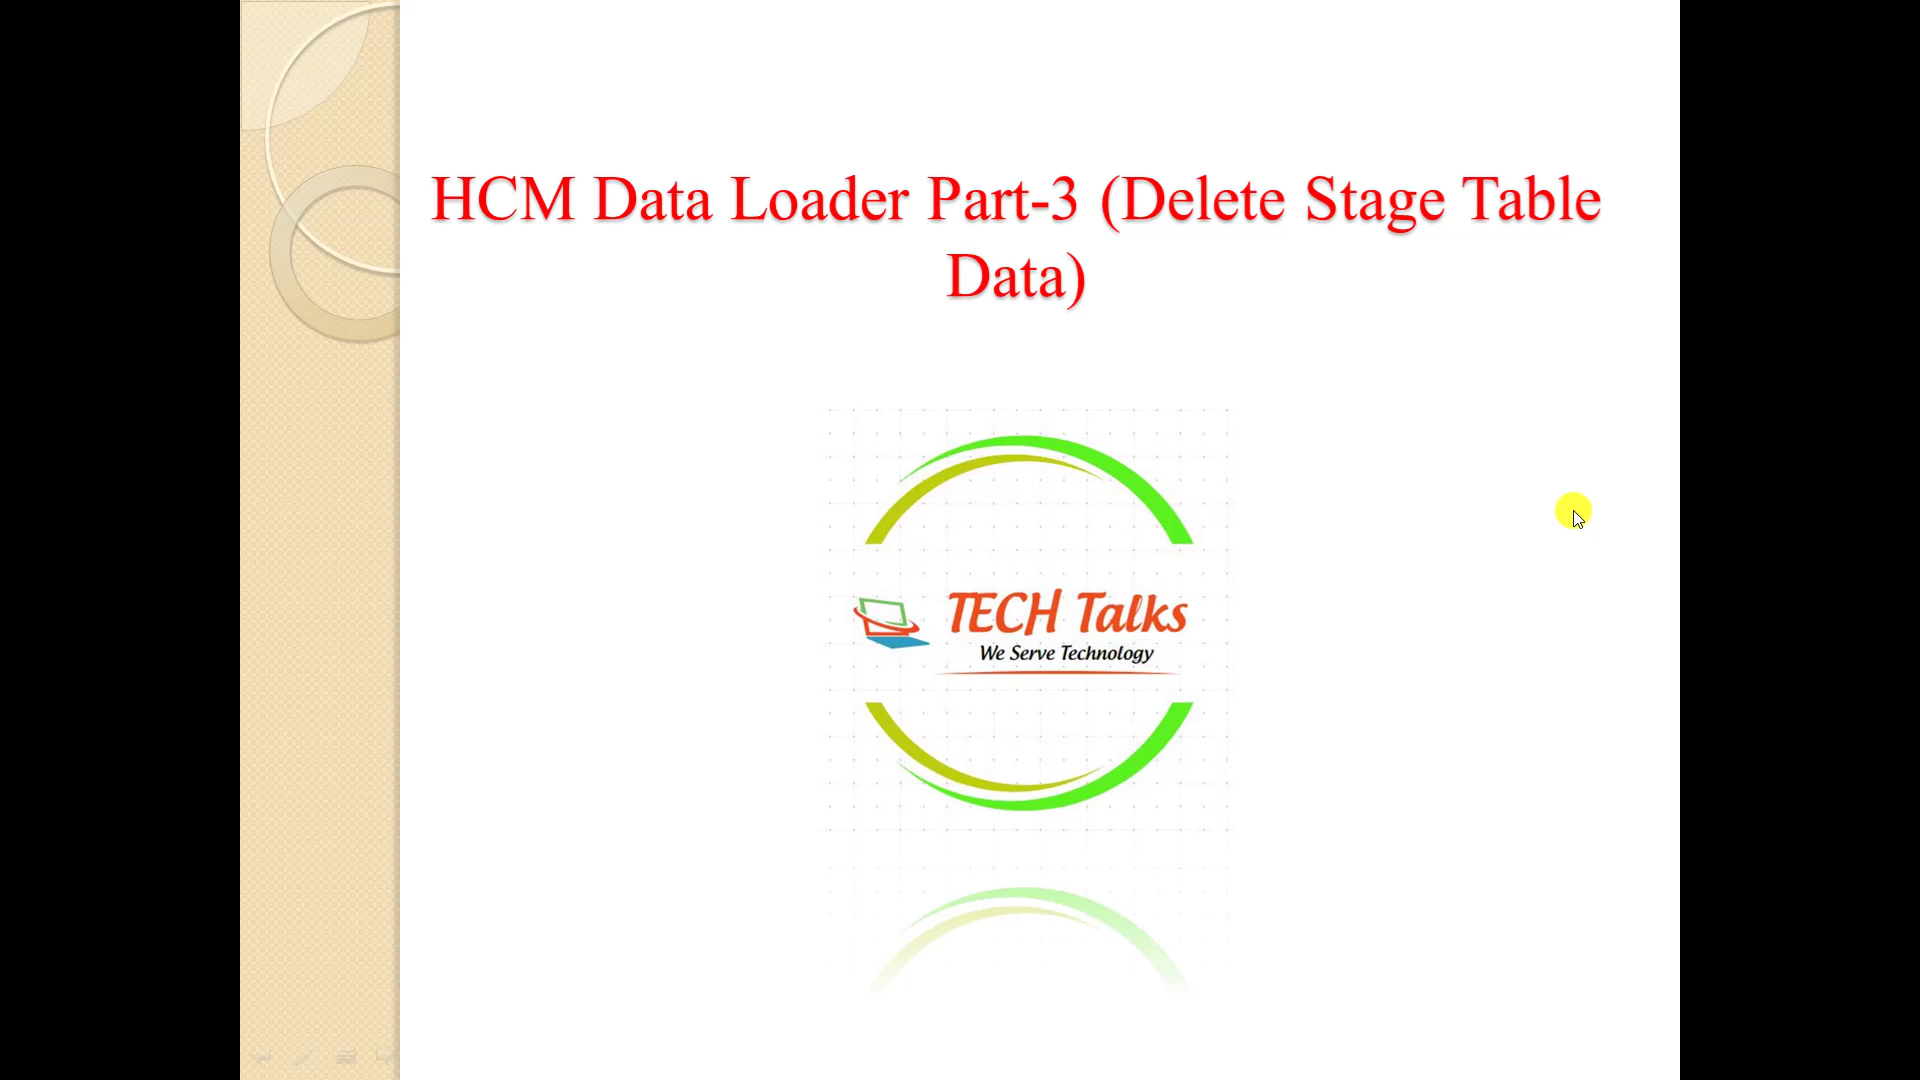 HCM Data Loader Part-3 (Delete Stage Table
Data)
TECH Talks
We Serve Technology